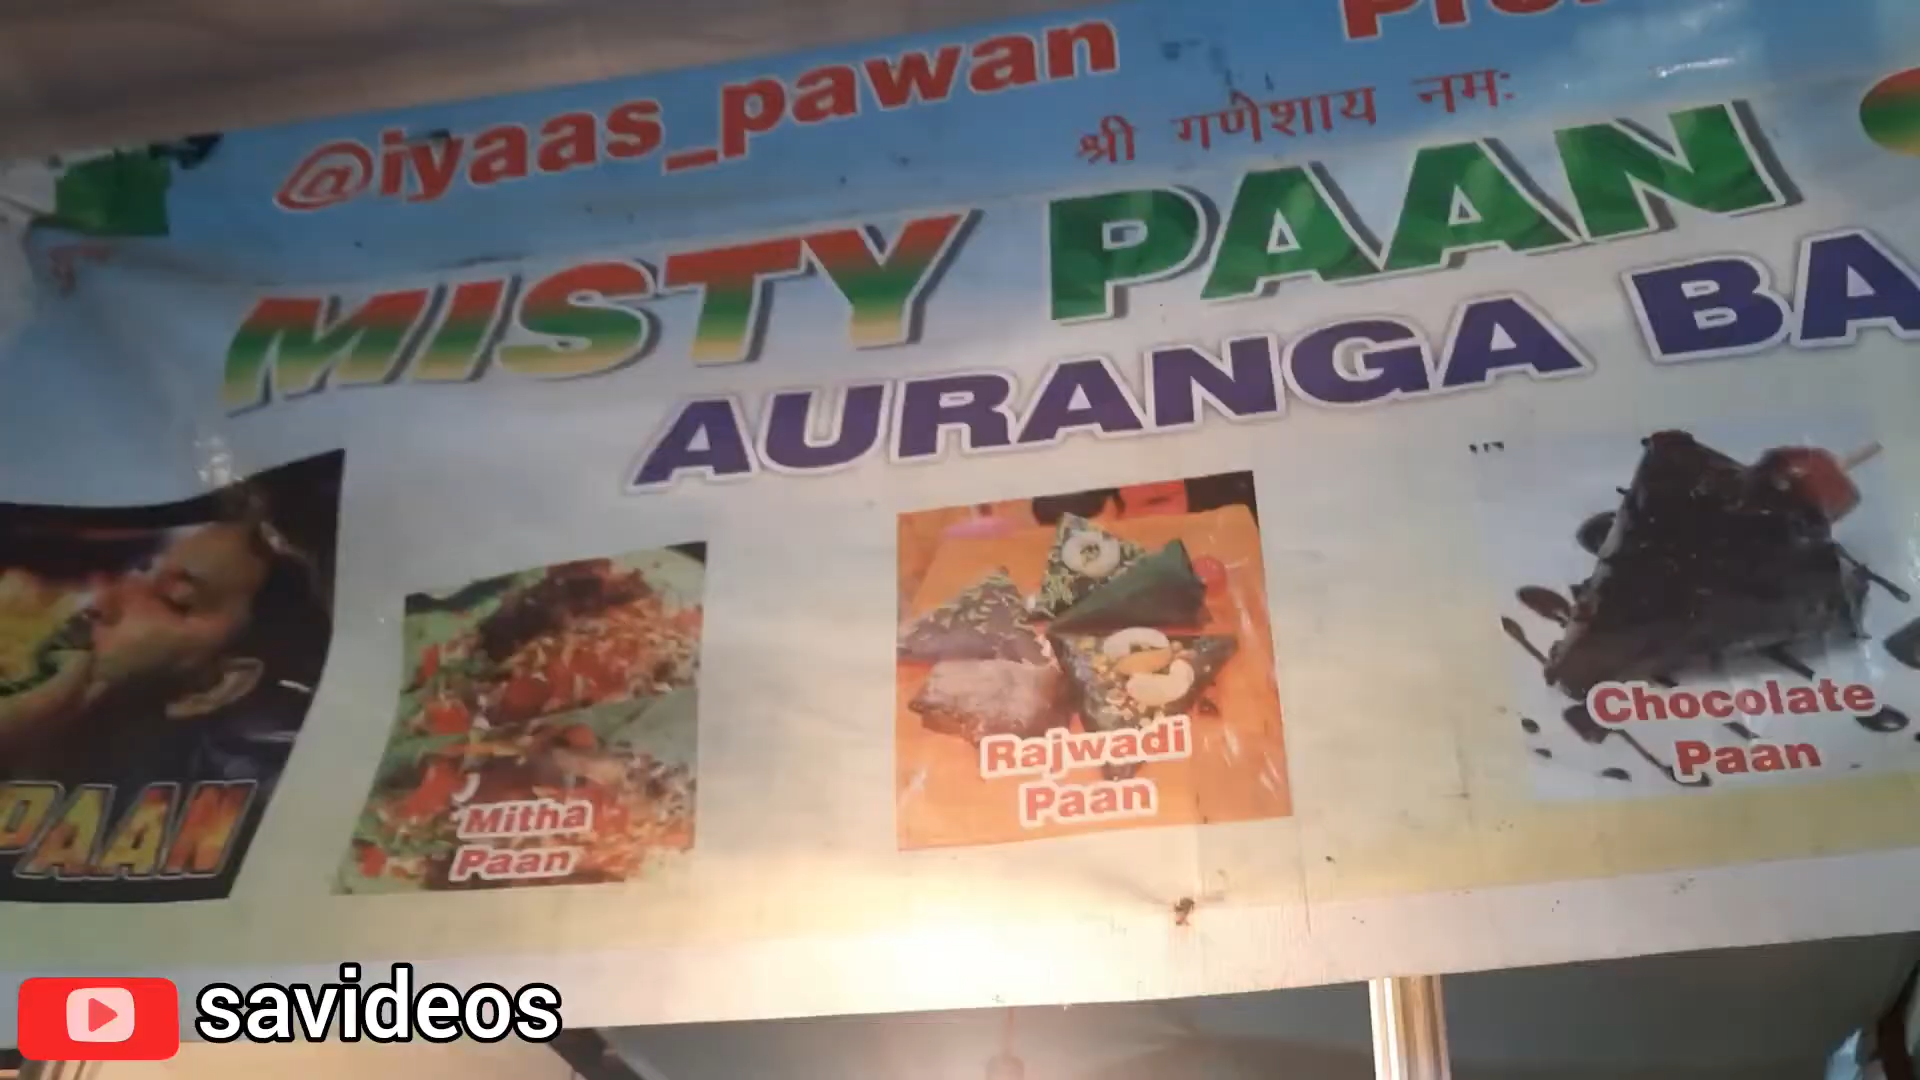 @iyaas_pawan
श्री गणेशाय नमः
MISTY PAAN
AURANGA BA
PAAN
Mitha
Paan
Rajwadi
Paan
Chocolate
Paan
savideos